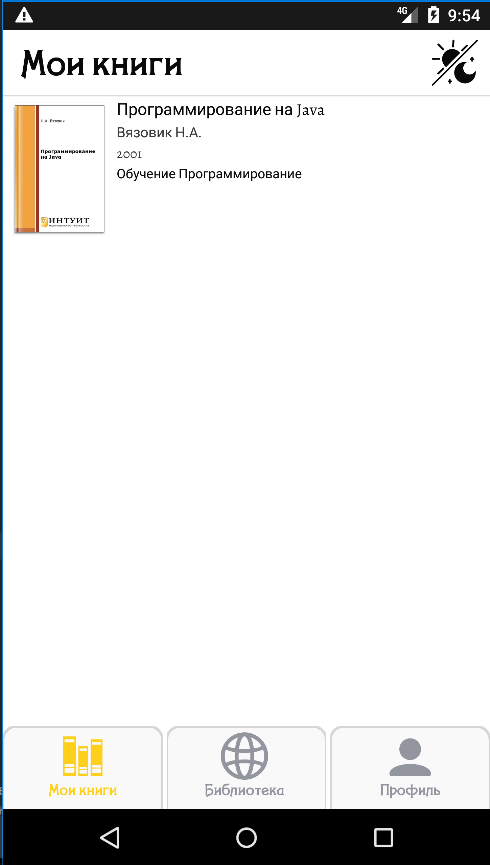 4G 9:54
Мои книги
Программирование на Java
Вязовик Н.А.
2001
Обучение Программирование
Программирование
на Java
ИНТУИТ
Мои книги
Библиотека
Профиль